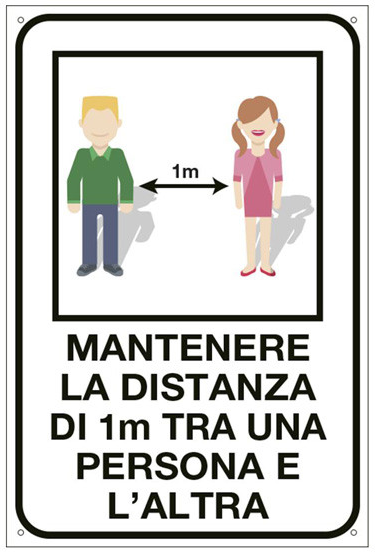 1m
MANTENERE
LA DISTANZA
DI 1m TRA UNA
PERSONA E
L'ALTRA